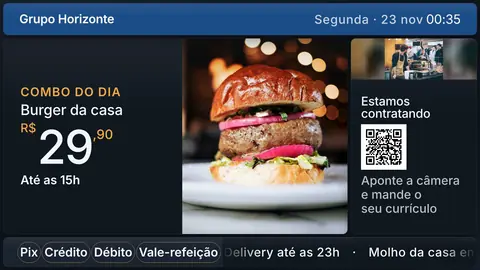 Grupo Horizonte
Segunda · 23 nov 00:35
COMBO DO DIA
Burger da casa
R$ 29,90
Até as 15h
Estamos
contratando
Aponte a câmera
e mande o
seu currículo
Pix Crédito Débito Vale-refeição Delivery até as 23h · Molho da casa en